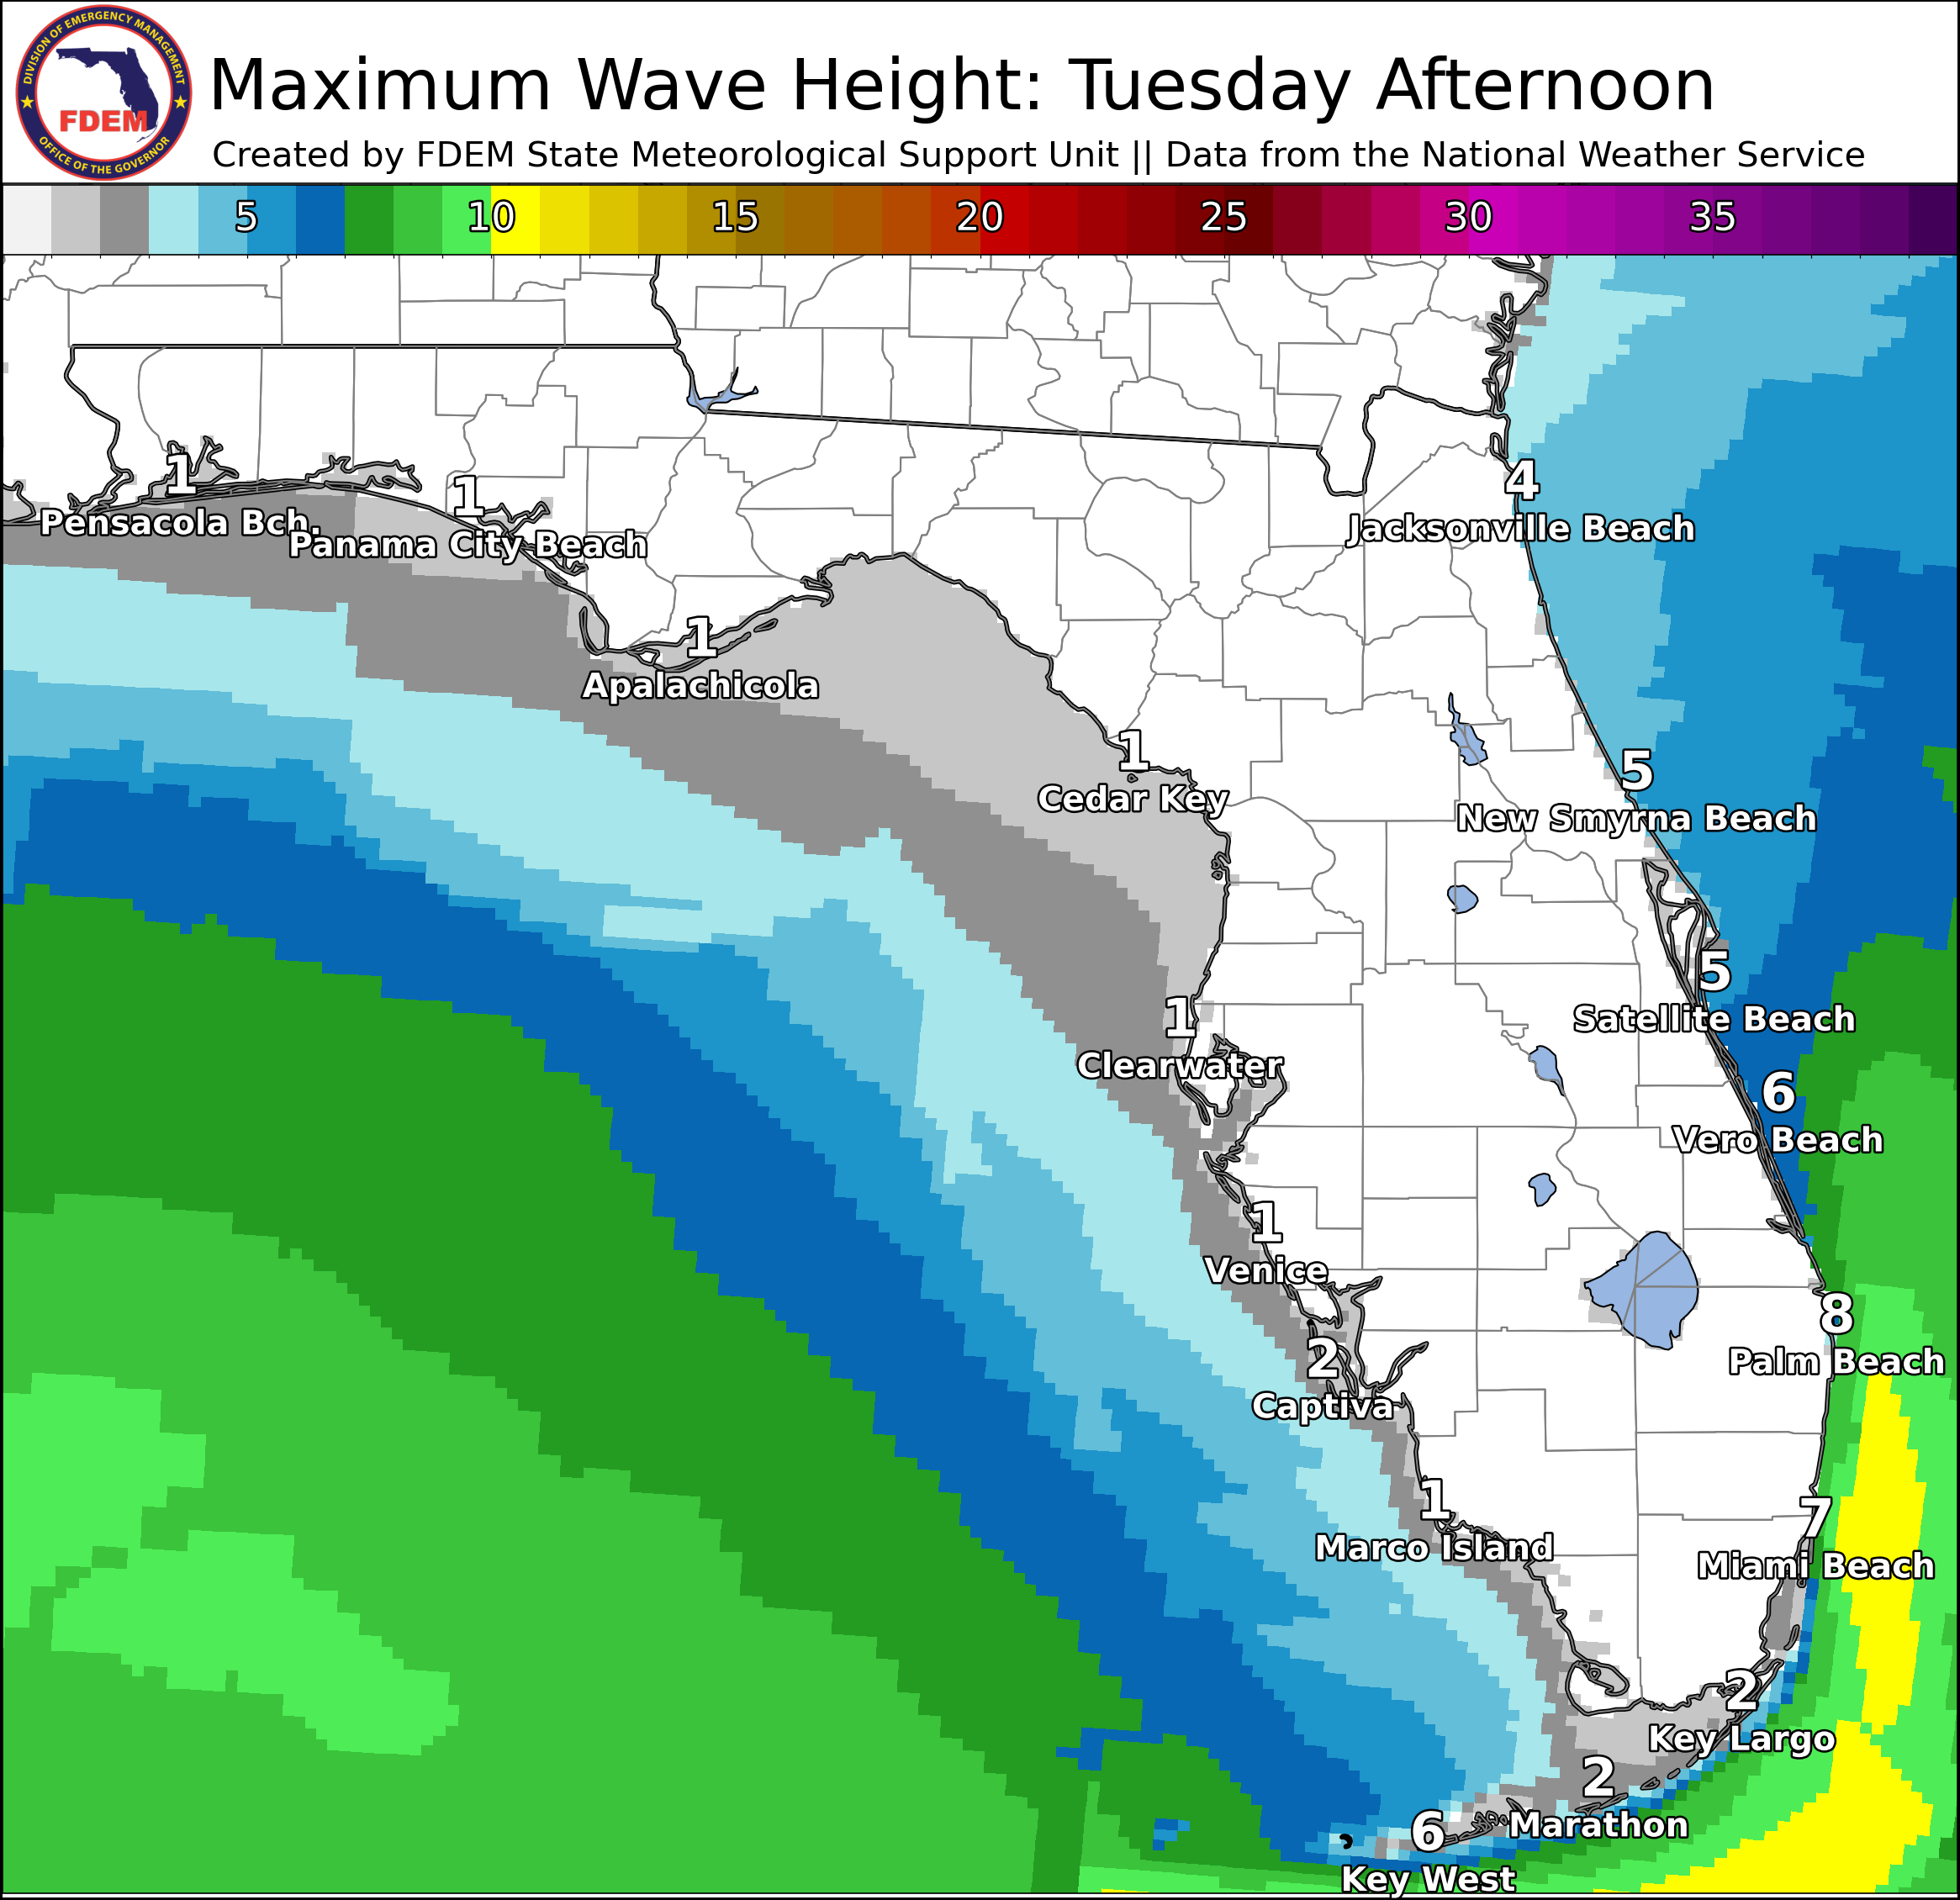 DIVISION OF EMERGENCY MANAGEMENT
FDEM
OFFICE OF THE GOVERNOR
Maximum Wave Height: Tuesday Afternoon
Created by FDEM State Meteorological Support Unit || Data from the National Weather Service
5 10 15 20 25 30 35
1
Pensacola Bch.
1
Panama City Beach
4
Jacksonville Beach
1
Apalachicola
1
Cedar Key
5
New Smyrna Beach
5
Satellite Beach
1
Clearwater
6
Vero Beach
1
Venice
8
Palm Beach
2
Captiva
1
Marco Island
7
Miami Beach
2
Key Largo
2
Marathon
6
Key West